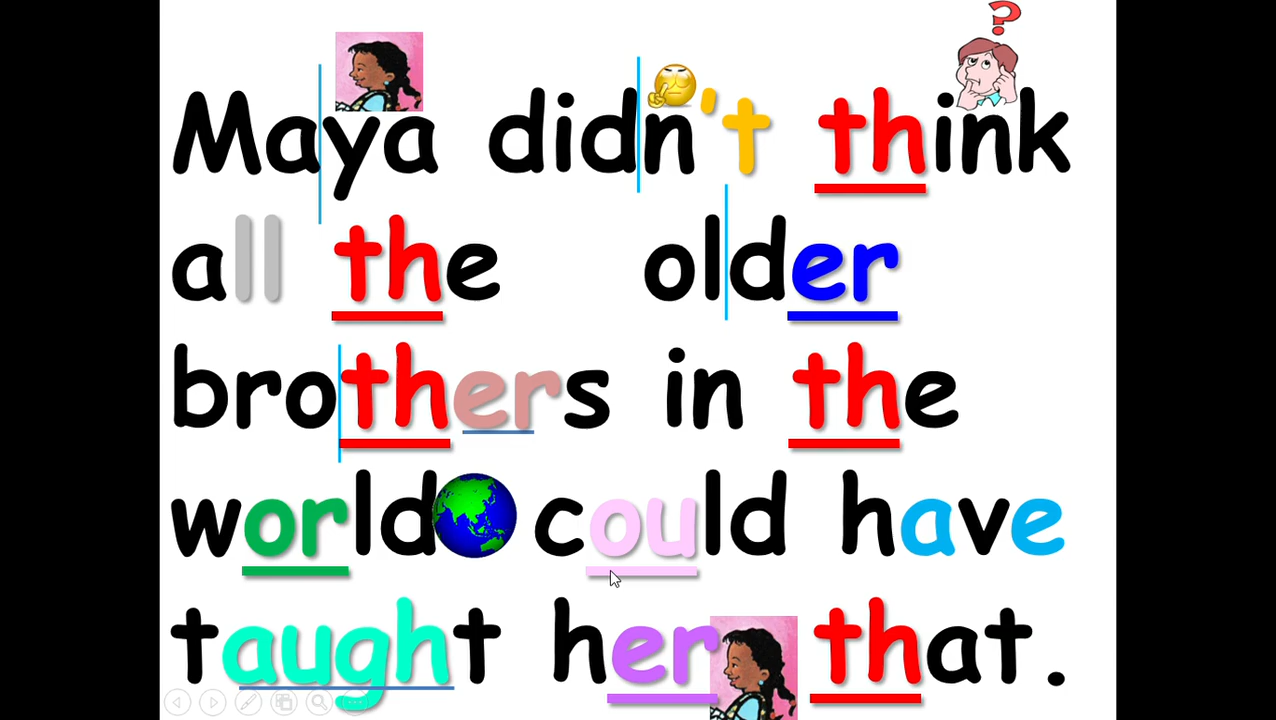 Maya didn't think
all the older
brothers in the
world could have
taught her that.